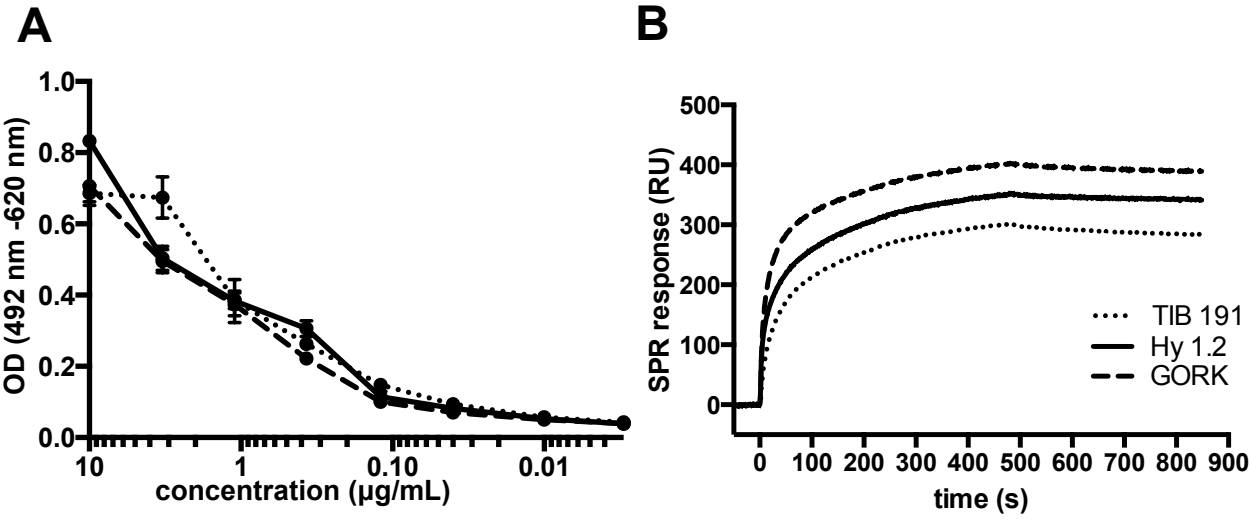 A
OD (492 nm -620 nm)
1.0
0.8
0.6
0.4
0.2
0.0
10 1 0.10 0.01
concentration (µg/mL)
B
SPR response (RU)
500
400
300
200
100
0
TIB 191
Hy 1.2
GORK
0 100 200 300 400 500 600 700 800 900
time (s)